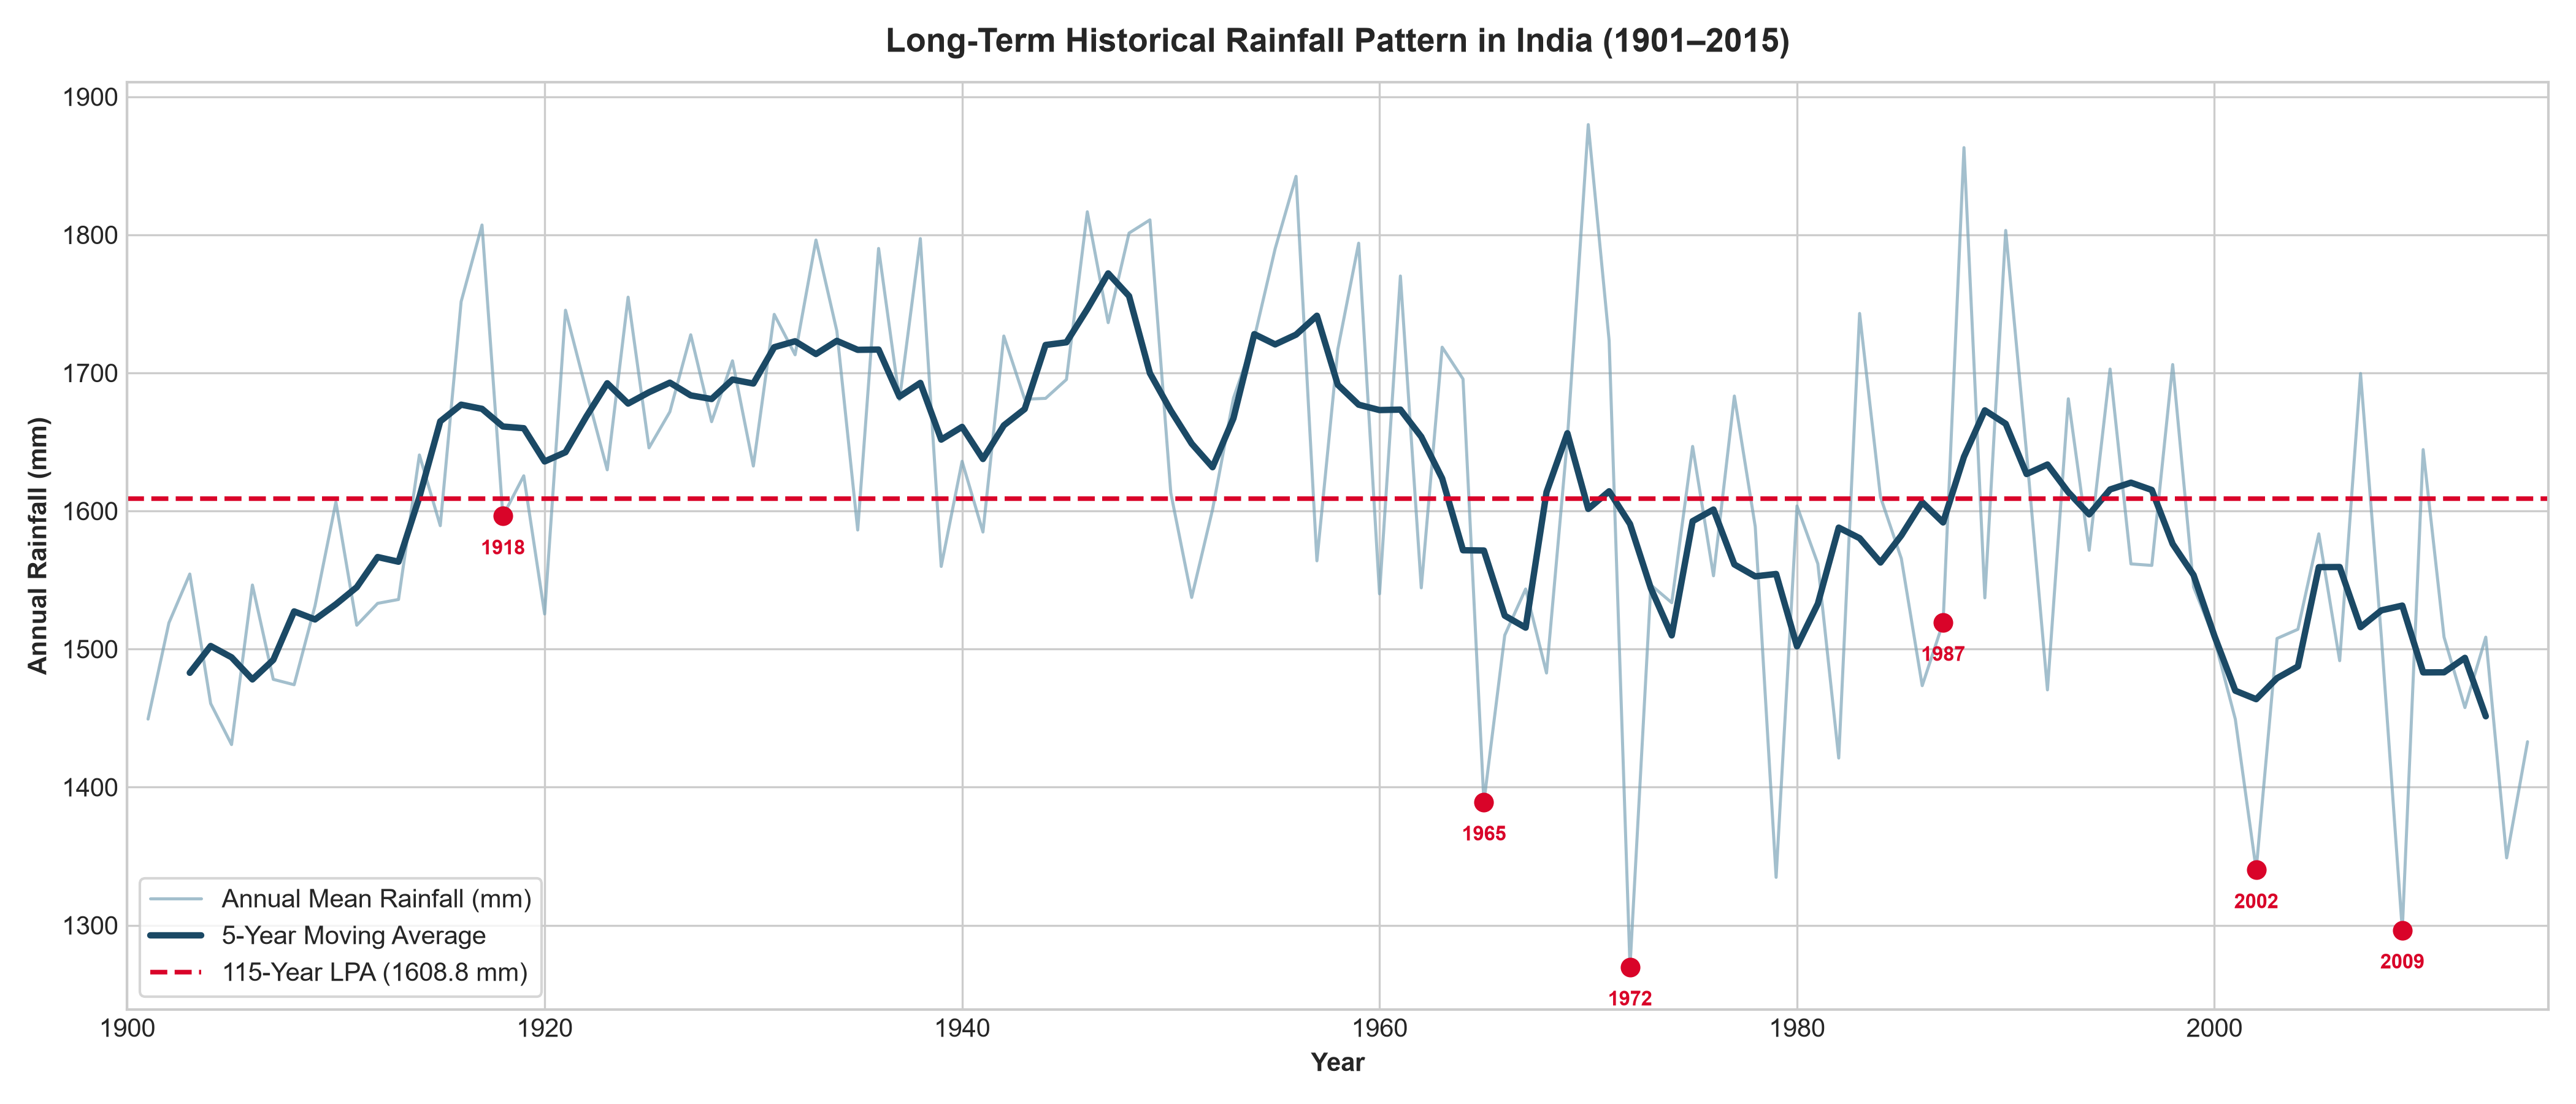 Long-Term Historical Rainfall Pattern in India (1901–2015)
Annual Rainfall (mm)
1900
1800
1700
1600
1500
1400
1300
1918
1965
1972
1987
2002
2009
Annual Mean Rainfall (mm)
5-Year Moving Average
115-Year LPA (1608.8 mm)
1900 1920 1940 1960 1980 2000
Year